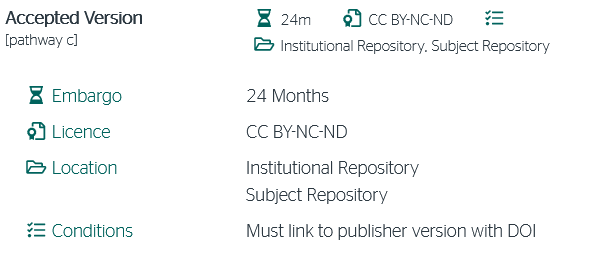 Accepted Version
24m
CC BY-NC-ND
[pathway c]
Institutional Repository, Subject Repository
Embargo
24 Months
Licence
CC BY-NC-ND
Location
Institutional Repository
Subject Repository
Conditions
Must link to publisher version with DOI